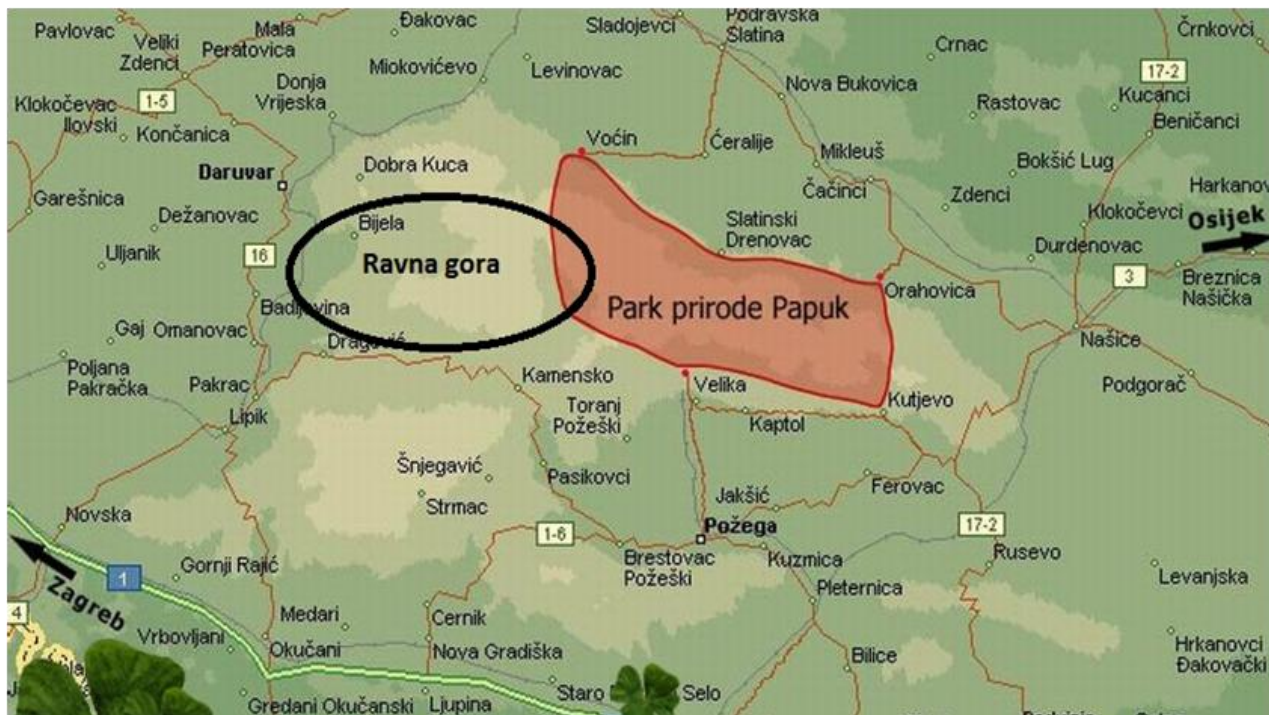 Pavlovac
Mala
Peratovica
Đakovac
Sladojevci
Podravska
Slatina
Črnkovci
Veliki
Zdenci
Crnac
17-2
Miokovićevo
Levinovac
Donja
Vrijeska
Nova Bukovica
Kucanci
1-5
Klokočevac
Ilovski
Končanica
Rastovac
Beničanci
Voćin
Ćeralije
Mikleuš
Bokšić Lug
Daruvar
Dobra Kuca
Čačinci
Zdenci
Harkanov
Garešnica
Dežanovac
Bijela
Slatinski
Drenovac
Klokočevci
Osijek
Uljanik
16
Ravna gora
Durdenovac
3
Breznica
Našička
Orahovica
Badljevina
Park prirode Papuk
Gaj
Omanovac
Dragović
Našice
Poljana
Pakračka
Pakrac
Kamensko
Velika
Podgorač
Lipik
Toranj
Požeški
Kaptol
Kutjevo
Šnjegavić
Pasikovci
Strmac
Jakšić
Ferovac
Novska
Požega
1-6
17-2
Brestovac
Požeški
Kuzmica
Rusevo
1
Zagreb
Gornji Rajić
Pleternica
Levanjska
4
Medari
Cernik
Vrbovljani
Okučani
Nova Gradiška
Bilice
Hrkanovci
Đakovački
Gređani Okučanski
Ljupina
Staro
Selo